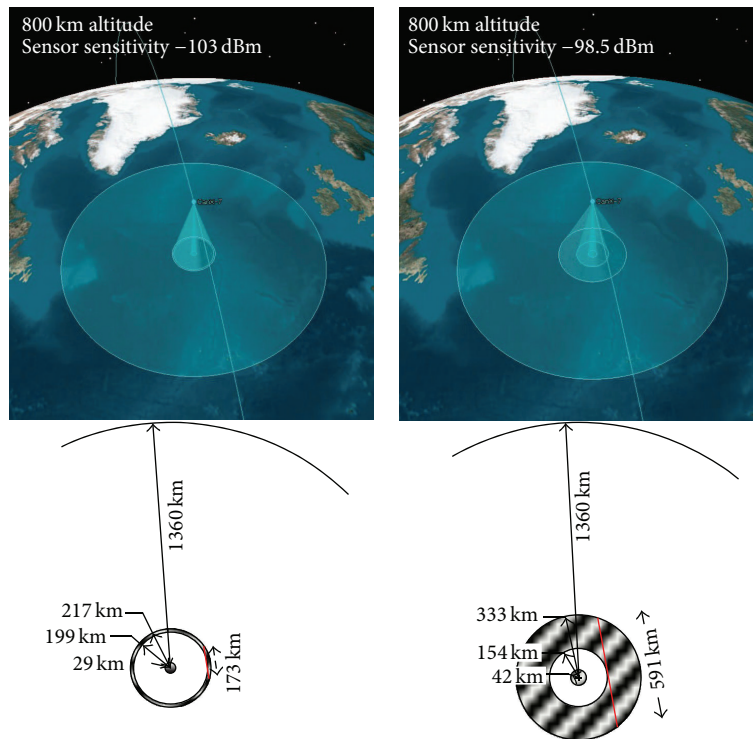 800 km altitude
Sensor sensitivity −103 dBm
800 km altitude
Sensor sensitivity −98.5 dBm
1360 km
217 km
199 km
29 km
173 km
1360 km
333 km
154 km
42 km
591 km